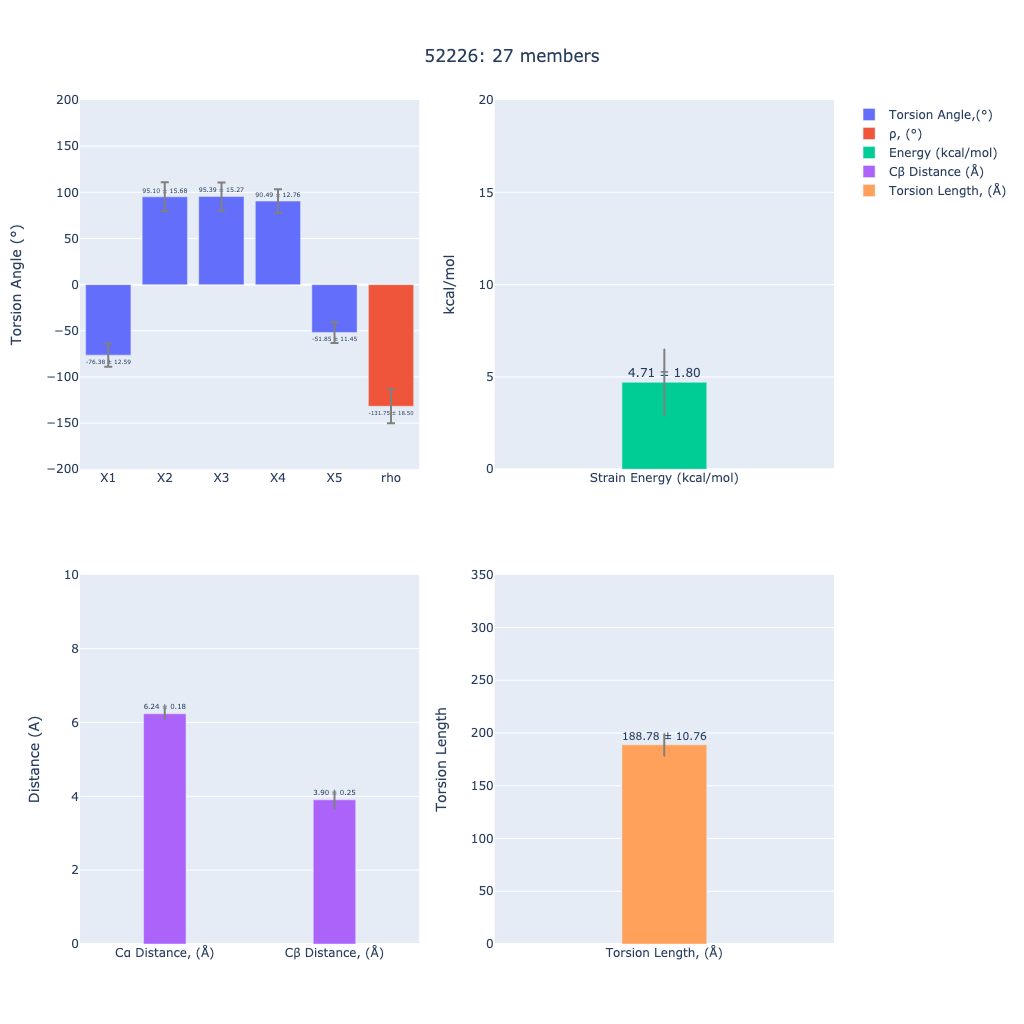 52226: 27 members
Torsion Angle (°)
200
150
100
50
0
−50
−100
−150
−200
-76.38 ± 12.59
95.10 ± 15.68
95.39 ± 15.27
90.49 ± 12.76
-51.85 ± 11.45
-131.75 ± 18.50
X1 X2 X3 X4 X5 rho
kcal/mol
20
15
10
5
0
4.71 ± 1.80
Strain Energy (kcal/mol)
Torsion Angle,(°)
ρ, (°)
Energy (kcal/mol)
Cβ Distance (Å)
Torsion Length, (Å)
Distance (A)
10
8
6
4
2
0
6.24 ± 0.18
3.90 ± 0.25
Cα Distance, (Å) Cβ Distance, (Å)
Torsion Length
350
300
250
200
150
100
50
0
188.78 ± 10.76
Torsion Length, (Å)